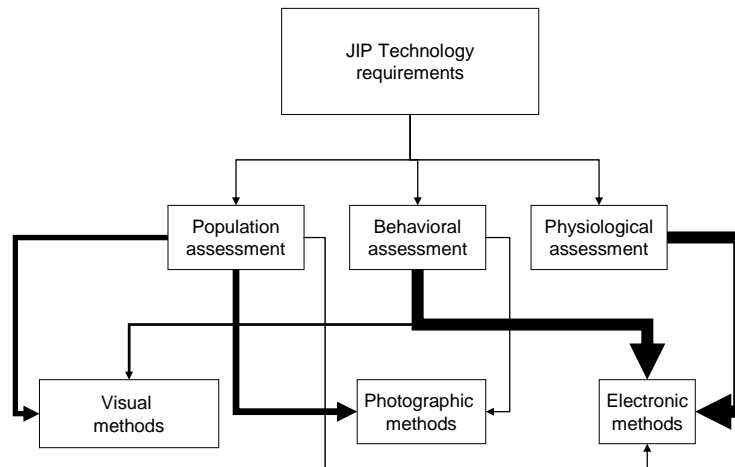 JIP Technology
requirements
Population
assessment
Behavioral
assessment
Physiological
assessment
Visual
methods
Photographic
methods
Electronic
methods